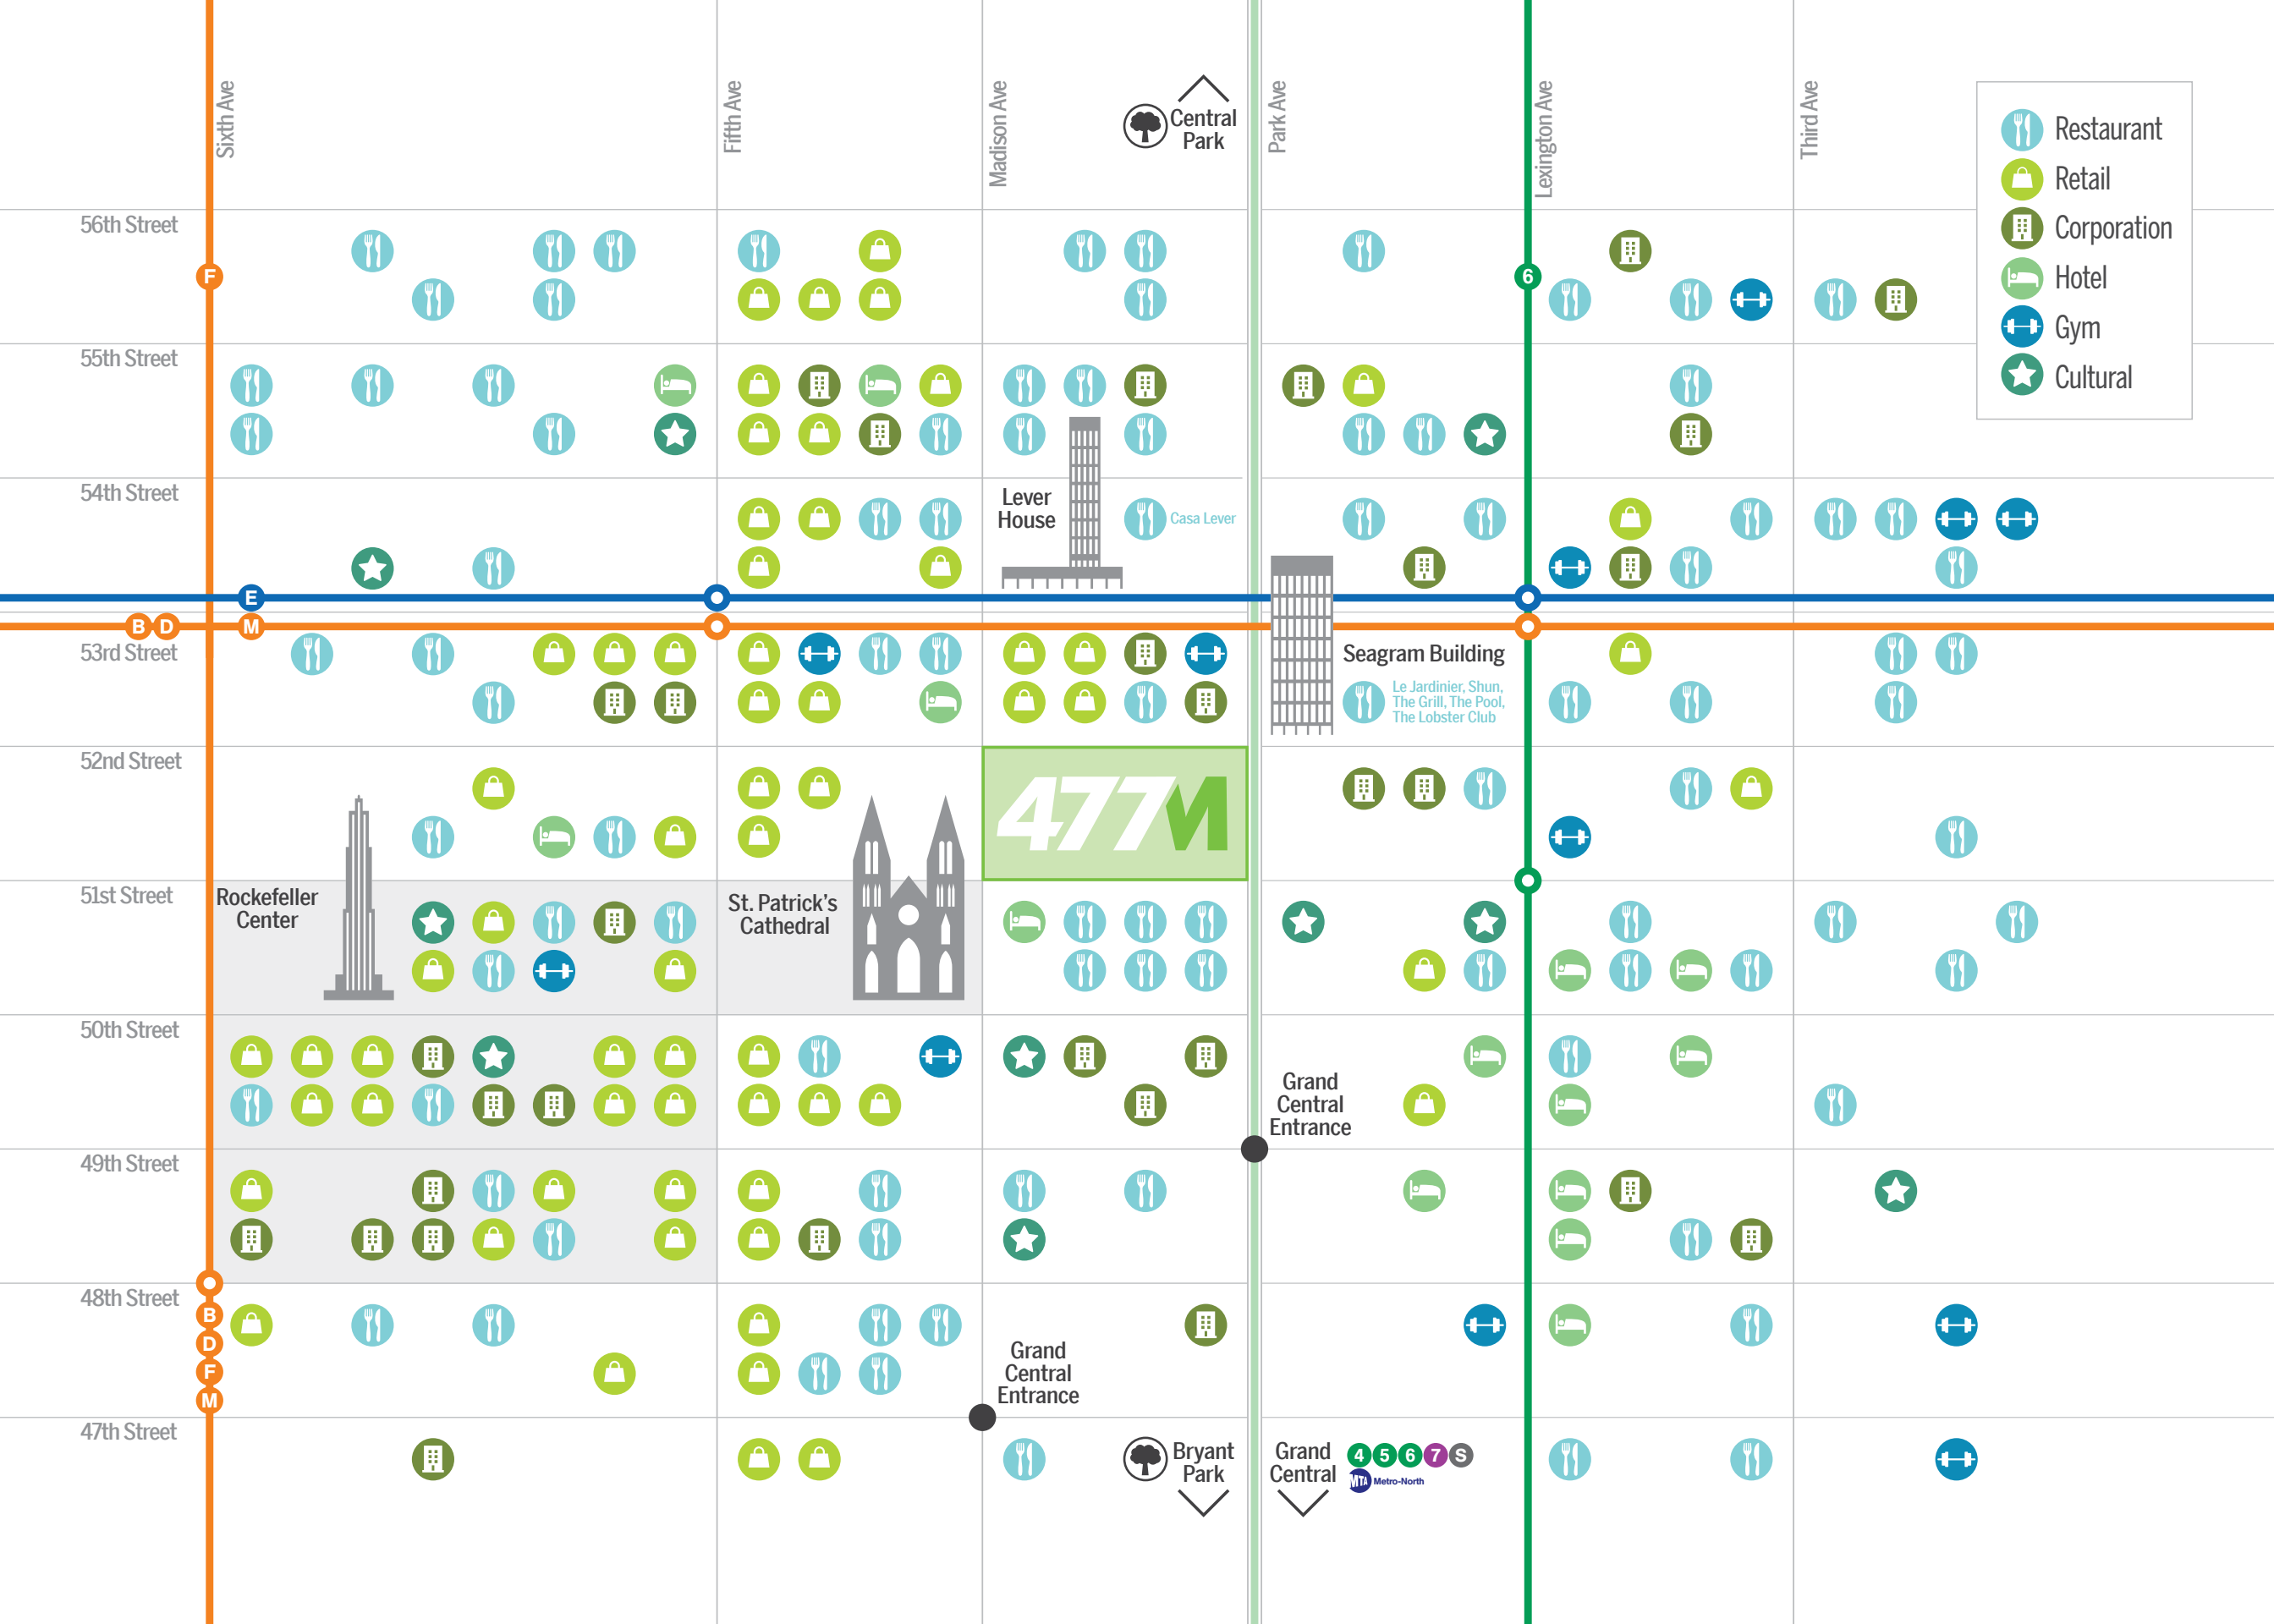 Sixth Ave
Fifth Ave
Madison Ave
Central
Park
Park Ave
Lexington Ave
Third Ave
Restaurant
Retail
Corporation
Hotel
Gym
Cultural
56th Street
F
6
55th Street
54th Street
Lever
House
Casa Lever
E
B D M
53rd Street
Seagram Building
Le Jardinier, Shun,
The Grill, The Pool,
The Lobster Club
52nd Street
477M
51st Street
Rockefeller
Center
St. Patrick's
Cathedral
50th Street
Grand
Central
Entrance
49th Street
48th Street
B
D
F
M
Grand
Central
Entrance
47th Street
Bryant
Park
Grand
Central
4 5 6 7 S
MTA Metro-North